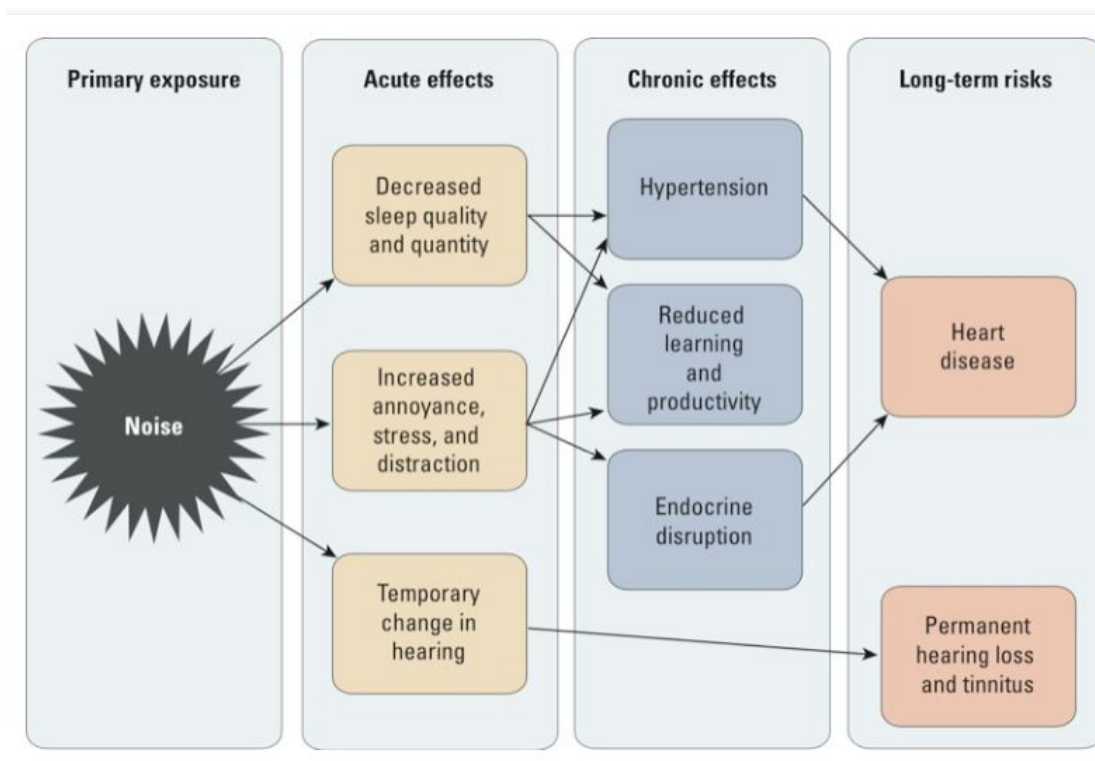 Primary exposure
Acute effects
Chronic effects
Long-term risks
Noise
Decreased
sleep quality
and quantity
Increased
annoyance,
stress, and
distraction
Temporary
change in
hearing
Hypertension
Reduced
learning
and
productivity
Endocrine
disruption
Heart
disease
Permanent
hearing loss
and tinnitus